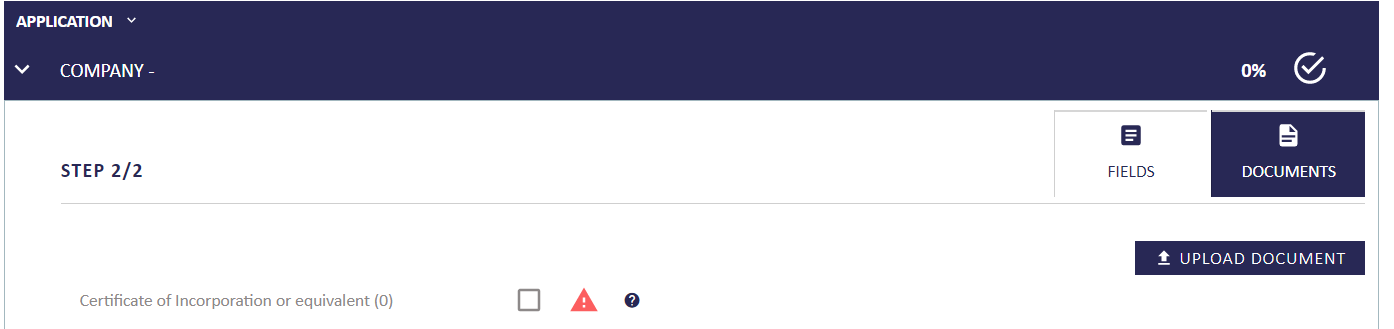 APPLICATION
COMPANY - 0%
STEP 2/2
FIELDS DOCUMENTS
UPLOAD DOCUMENT
Certificate of Incorporation or equivalent (0) ?